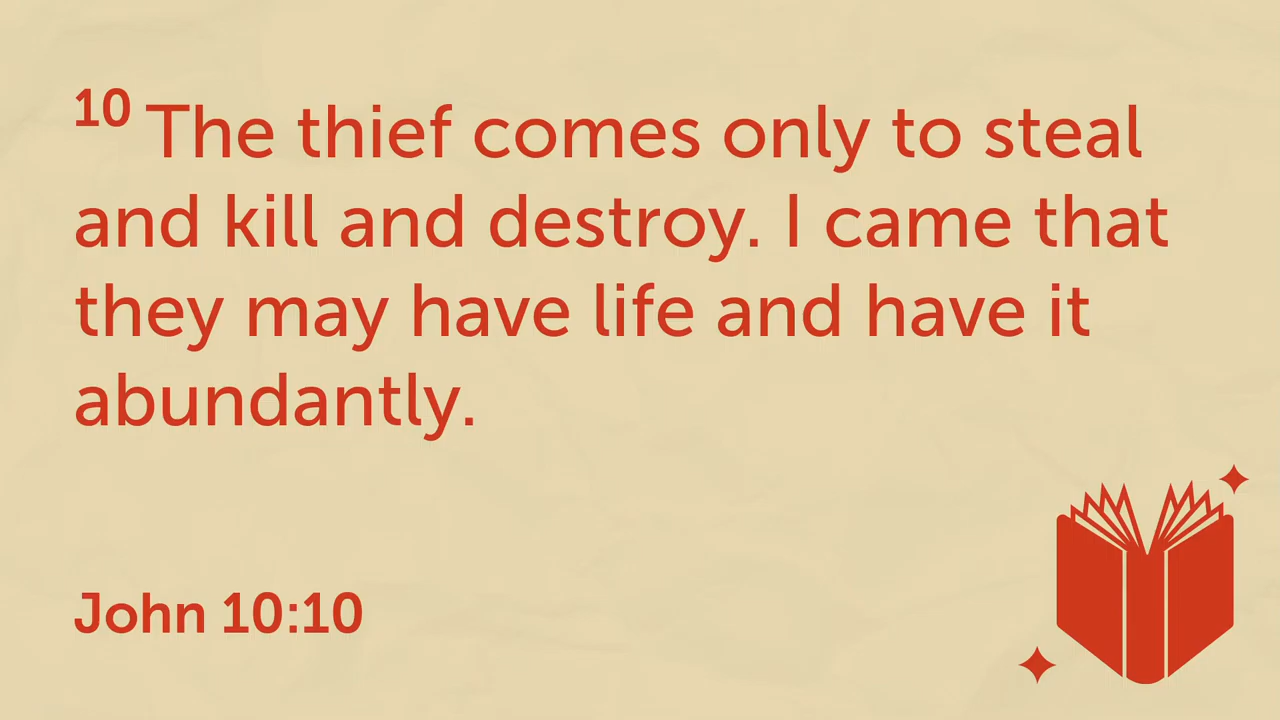 10 The thief comes only to steal
and kill and destroy. I came that
they may have life and have it
abundantly.
John 10:10